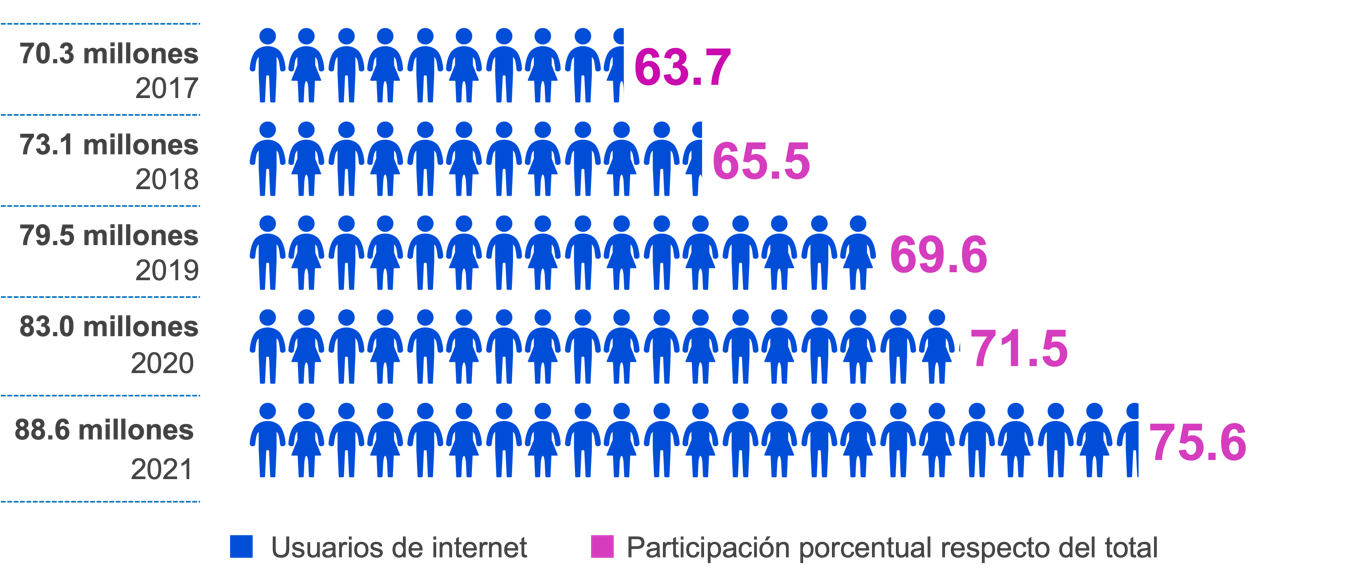 70.3 millones
2017
63.7
73.1 millones
2018
65.5
79.5 millones
2019
69.6
83.0 millones
2020
71.5
88.6 millones
2021
75.6
Usuarios de internet
Participación porcentual respecto del total